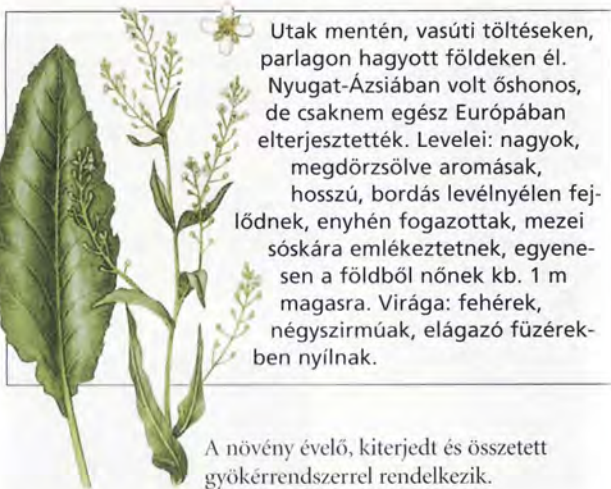 Utak mentén, vasúti töltéseken,
parlagon hagyott földeken él.
Nyugat-Ázsiában volt őshonos,
de csaknem egész Európában
elterjesztették. Levelei: nagyok,
megdörzsölve aromásak,
hosszú, bordás levélnyélen fej-
lődnek, enyhén fogazottak, mezei
sóskára emlékeztetnek, egyene-
sen a földből nőnek kb. 1 m
magasra. Virága: fehérek,
négyszirmúak, elágazó füzérek-
ben nyílnak.
A növény évelő, kiterjedt és összetett
gyökérrendszerrel rendelkezik.